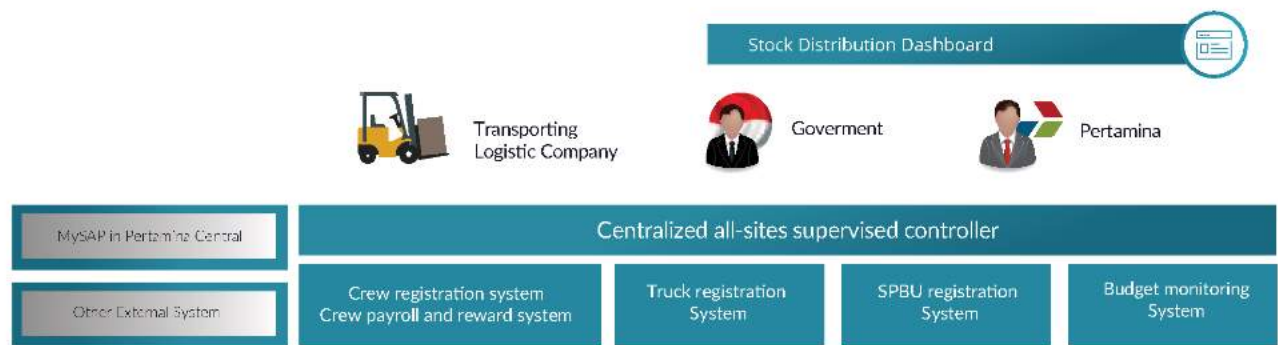 Stock Distribution Dashboard
Transporting
Logistic Company
Goverment
Pertamina
MySAP in Pertamina Central
Centralized all-sites supervised controller
Other External System
Crew registration system
Crew payroll and reward system
Truck registration
System
SPBU registration
System
Budget monitoring
System